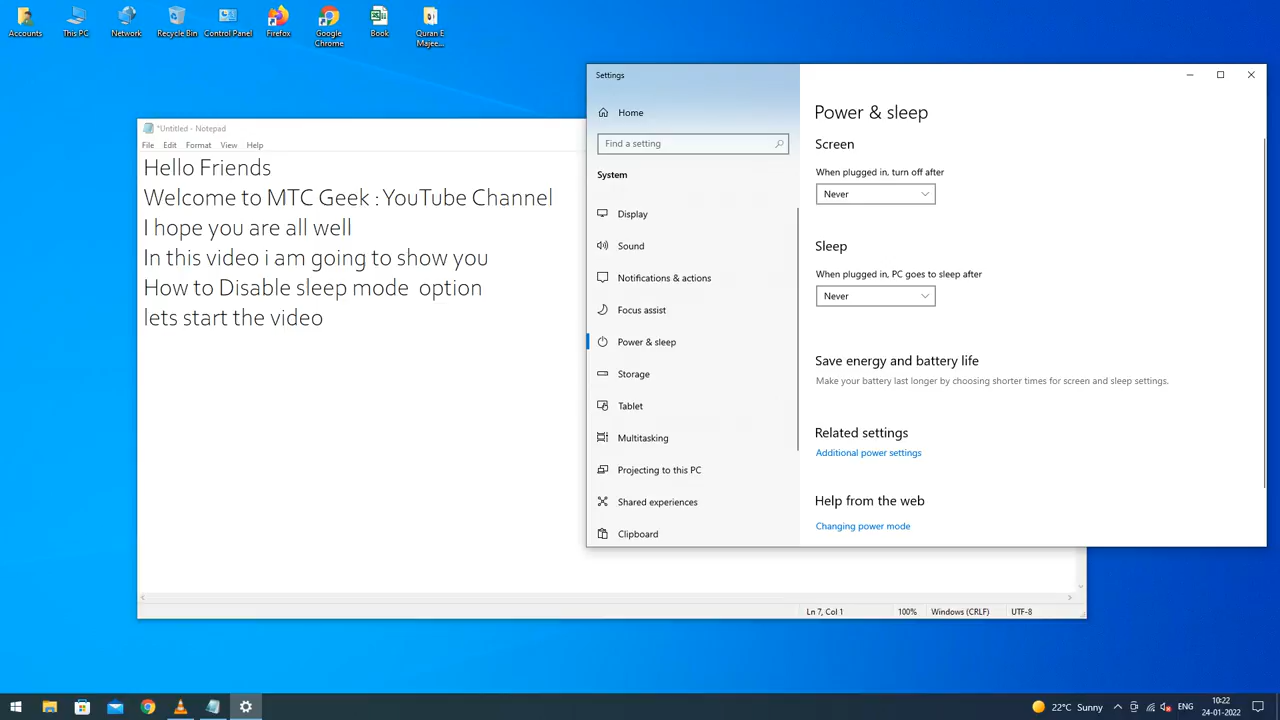 Accounts
This PC
Network
Recycle Bin
Control Panel
Firefox
Google
Chrome
Book
Quran E
Majee...
*Untitled - Notepad
File Edit Format View Help
Hello Friends
Welcome to MTC Geek : YouTube Channel
I hope you are all well
In this video i am going to show you
How to Disable sleep mode  option
lets start the video
Ln 7, Col 1
100%
Windows (CRLF)
UTF-8
Settings
Home
Find a setting
System
Display
Sound
Notifications & actions
Focus assist
Power & sleep
Storage
Tablet
Multitasking
Projecting to this PC
Shared experiences
Clipboard
Power & sleep
Screen
When plugged in, turn off after
Never
Sleep
When plugged in, PC goes to sleep after
Never
Save energy and battery life
Make your battery last longer by choosing shorter times for screen and sleep settings.
Related settings
Additional power settings
Help from the web
Changing power mode
22°C Sunny
ENG
10:22
24-01-2022